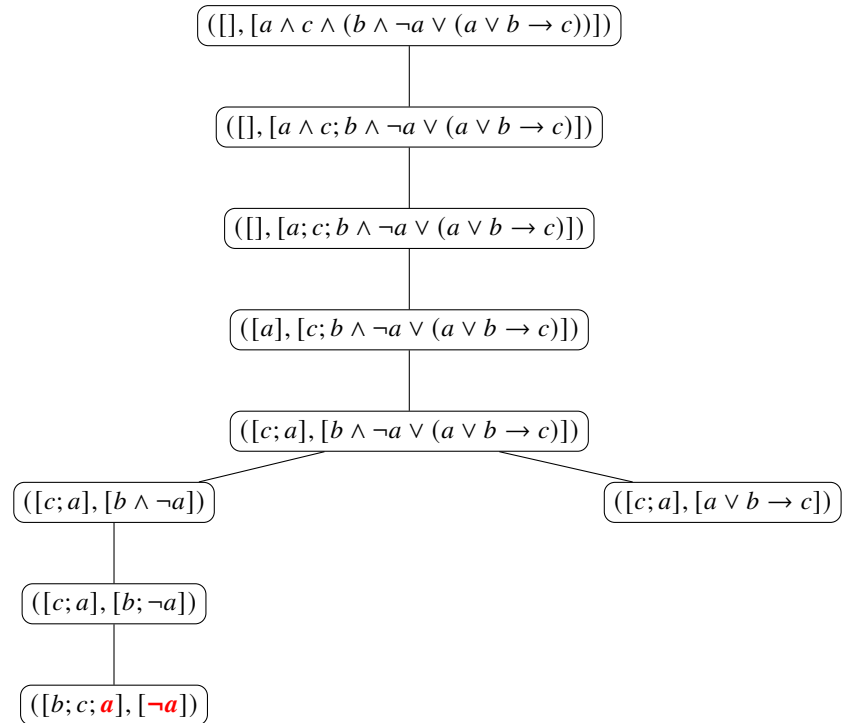 ([], [a ∧ c ∧ (b ∧ ¬a ∨ (a ∨ b → c))])
([], [a ∧ c; b ∧ ¬a ∨ (a ∨ b → c)])
([], [a; c; b ∧ ¬a ∨ (a ∨ b → c)])
([a], [c; b ∧ ¬a ∨ (a ∨ b → c)])
([c; a], [b ∧ ¬a ∨ (a ∨ b → c)])
([c; a], [b ∧ ¬a])
([c; a], [a ∨ b → c])
([c; a], [b; ¬a])
([b; c; a], [¬a])